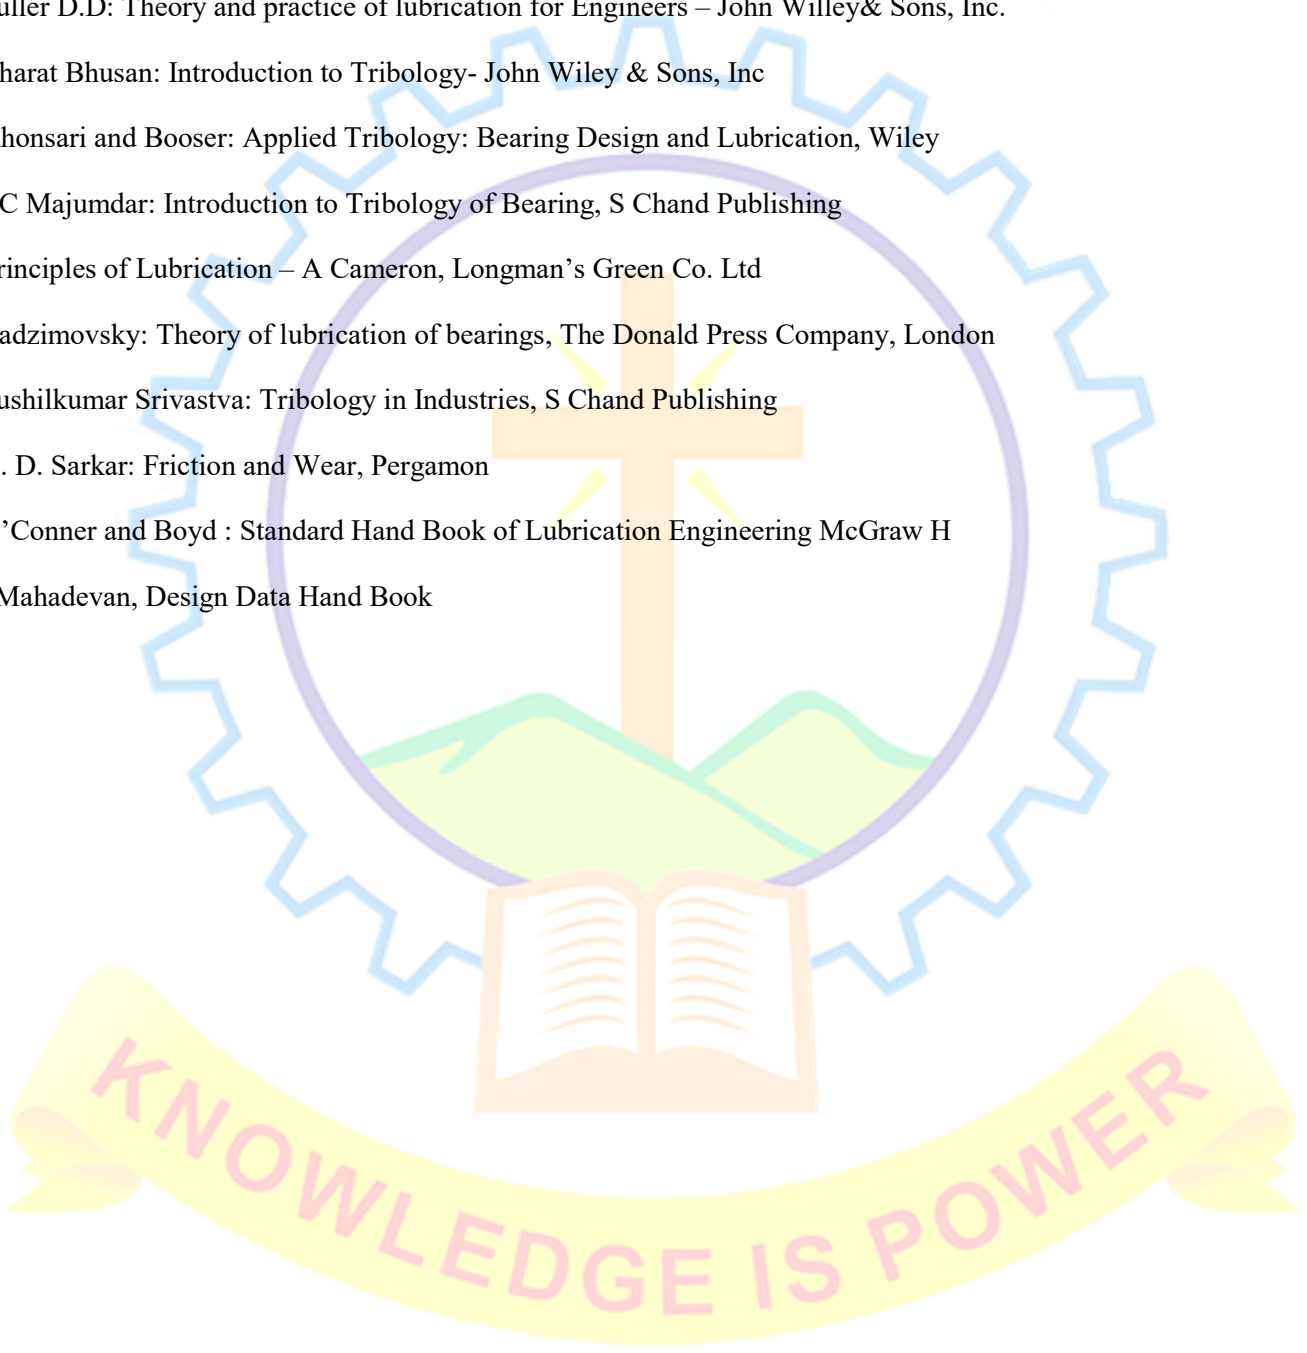 uller D.D: Theory and practice of lubrication for Engineers – John Willey& Sons, Inc.
harat Bhusan: Introduction to Tribology- John Wiley & Sons, Inc
honsari and Booser: Applied Tribology: Bearing Design and Lubrication, Wiley
C Majumdar: Introduction to Tribology of Bearing, S Chand Publishing
rinciples of Lubrication – A Cameron, Longman’s Green Co. Ltd
adzimovsky: Theory of lubrication of bearings, The Donald Press Company, London
ushilkumar Srivastva: Tribology in Industries, S Chand Publishing
. D. Sarkar: Friction and Wear, Pergamon
’Conner and Boyd : Standard Hand Book of Lubrication Engineering McGraw H
Mahadevan, Design Data Hand Book
KNOWLEDGE IS POWER